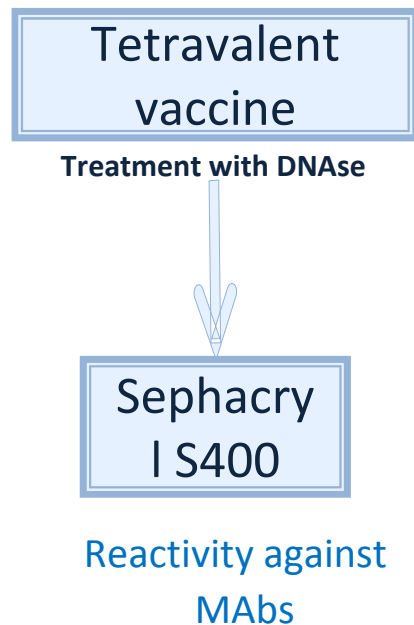 Tetravalent
vaccine
Treatment with DNAse
Sephacry
l S400
Reactivity against
MAbs